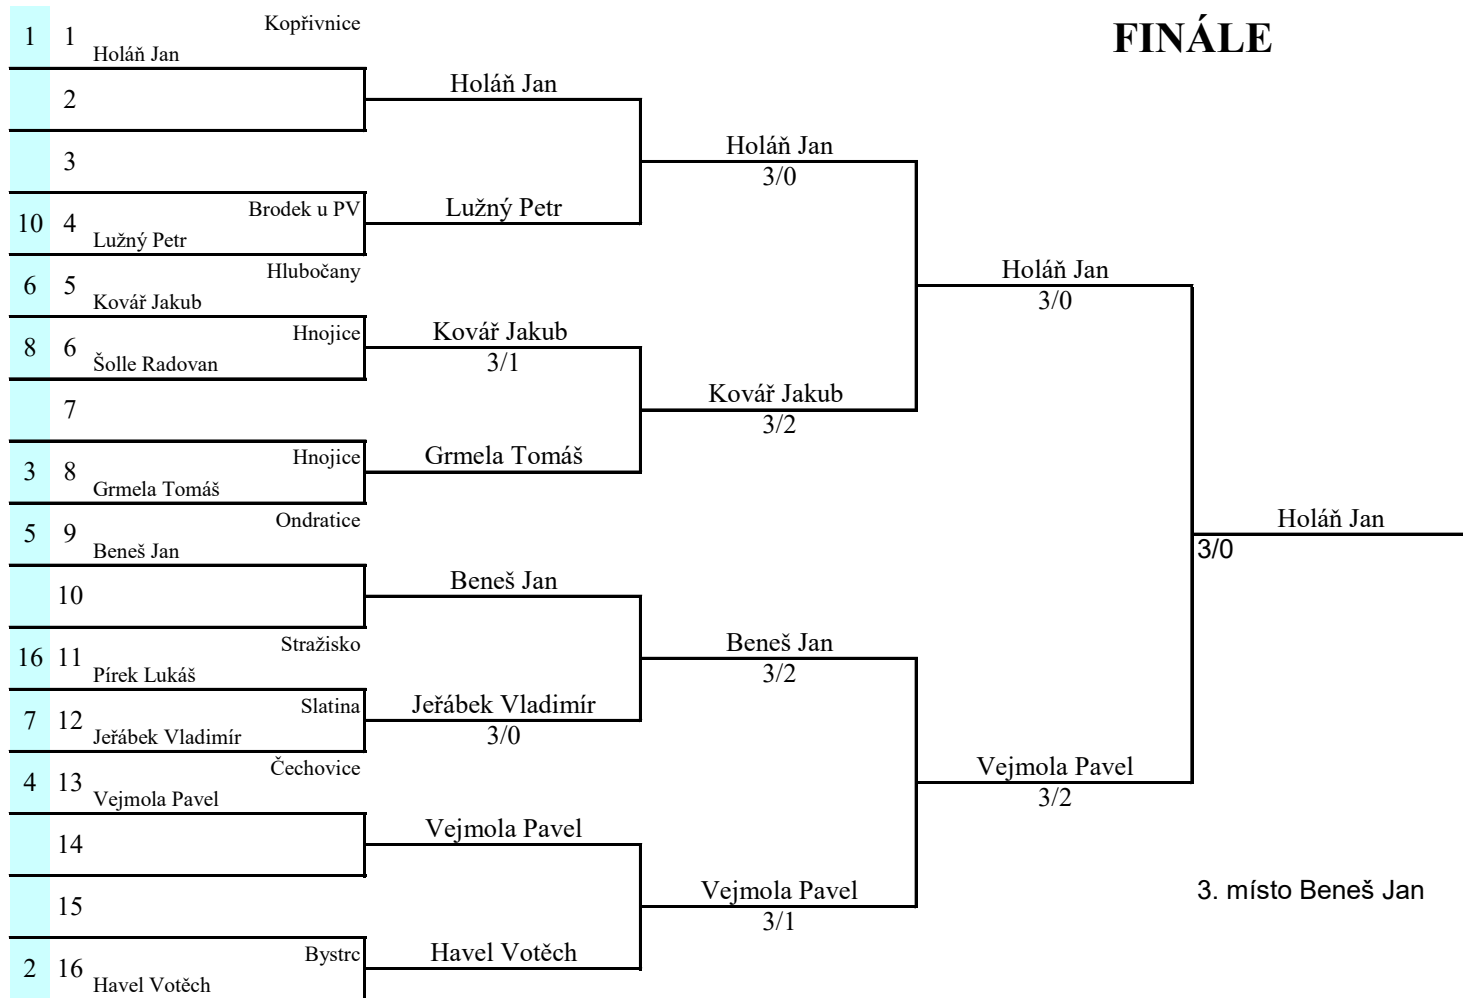 FINÁLE
1 1 Kopřivnice
Holáň Jan
2
Holáň Jan
3
Holáň Jan
3/0
10 4 Brodek u PV
Lužný Petr
Lužný Petr
6 5 Hlubočany
Kovář Jakub
Holáň Jan
3/0
8 6 Hnojice
Šolle Radovan
Kovář Jakub
3/1
7
Kovář Jakub
3/2
3 8 Hnojice
Grmela Tomáš
Grmela Tomáš
5 9 Ondratice
Beneš Jan
Holáň Jan
3/0
10
Beneš Jan
16 11 Stražisko
Pírek Lukáš
Beneš Jan
3/2
7 12 Slatina
Jeřábek Vladimír
Jeřábek Vladimír
3/0
4 13 Čechovice
Vejmola Pavel
Vejmola Pavel
3/2
14
Vejmola Pavel
15
Vejmola Pavel
3/1
3. místo Beneš Jan
2 16 Bystrc
Havel Votěch
Havel Votěch